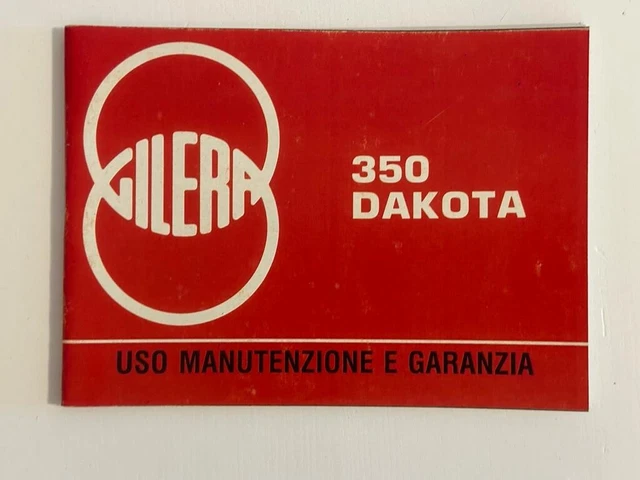 GILERA
350
DAKOTA
USO MANUTENZIONE E GARANZIA